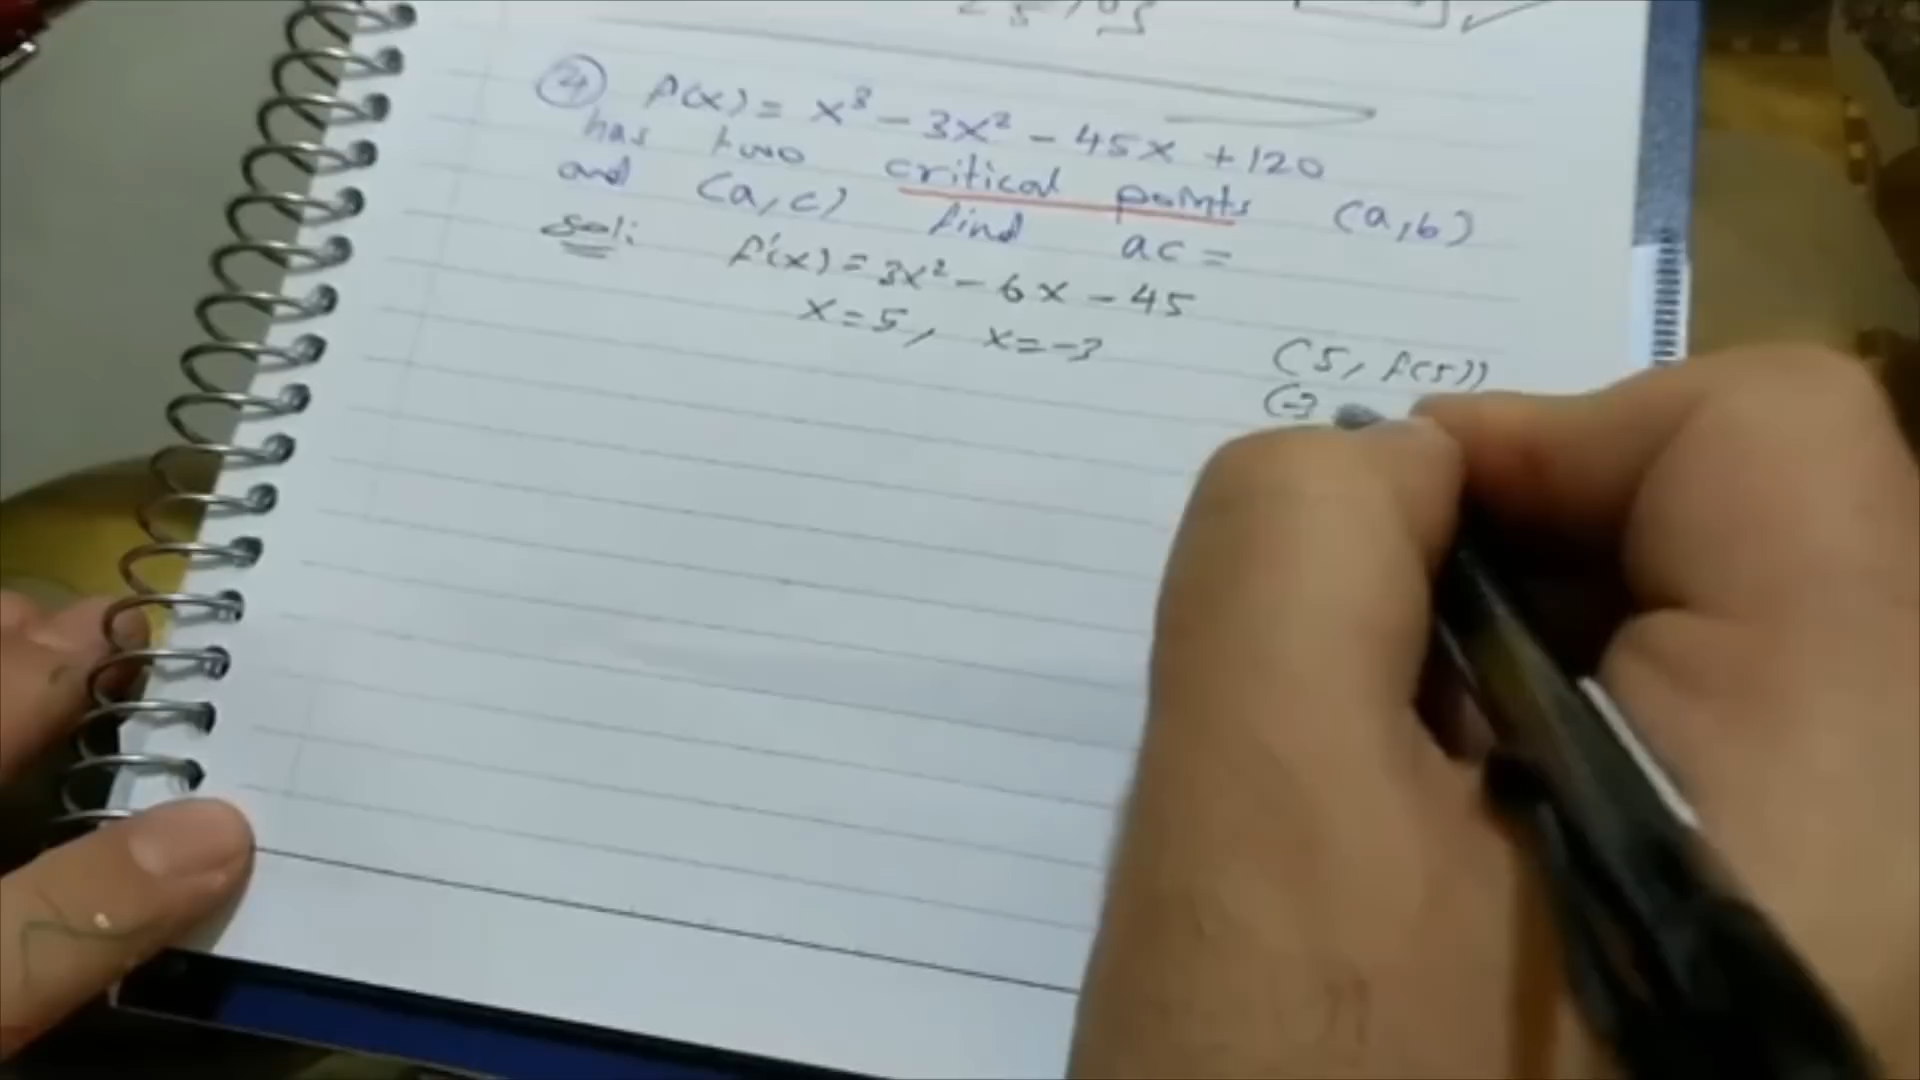 ④ f(x) = x³ - 3x² - 45x + 120
has two critical points (a,b)
and (a,c) find ac =
Sol: f'(x) = 3x² - 6x - 45
x = 5, x = -3
(5, f(5))
(-3